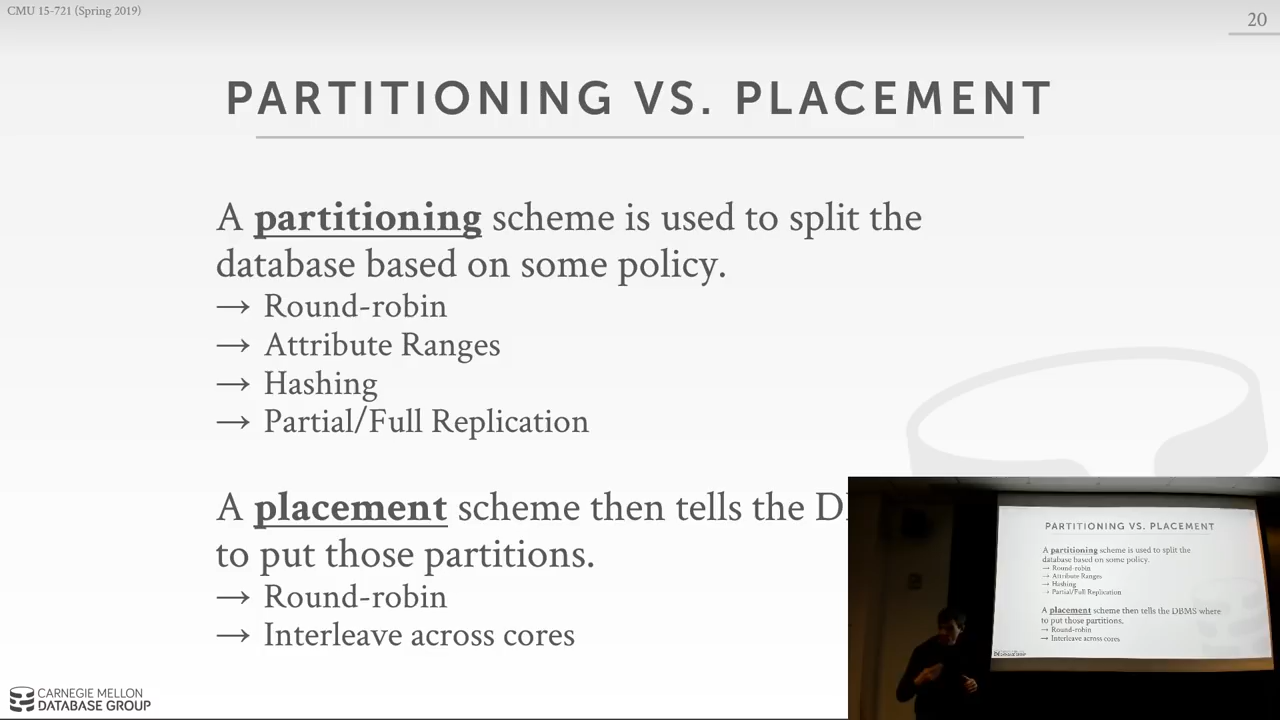 CMU 15-721 (Spring 2019)
20
PARTITIONING VS. PLACEMENT
A partitioning scheme is used to split the
database based on some policy.
→ Round-robin
→ Attribute Ranges
→ Hashing
→ Partial/Full Replication
A placement scheme then tells the D
to put those partitions.
→ Round-robin
→ Interleave across cores
CARNEGIE MELLON
DATABASE GROUP
PARTITIONING VS. PLACEMENT
A partitioning scheme is used to split the
database based on some policy.
→ Round-robin
→ Attribute Ranges
→ Hashing
→ Partial/Full Replication
A placement scheme then tells the DBMS where
to put those partitions.
→ Round-robin
→ Interleave across cores